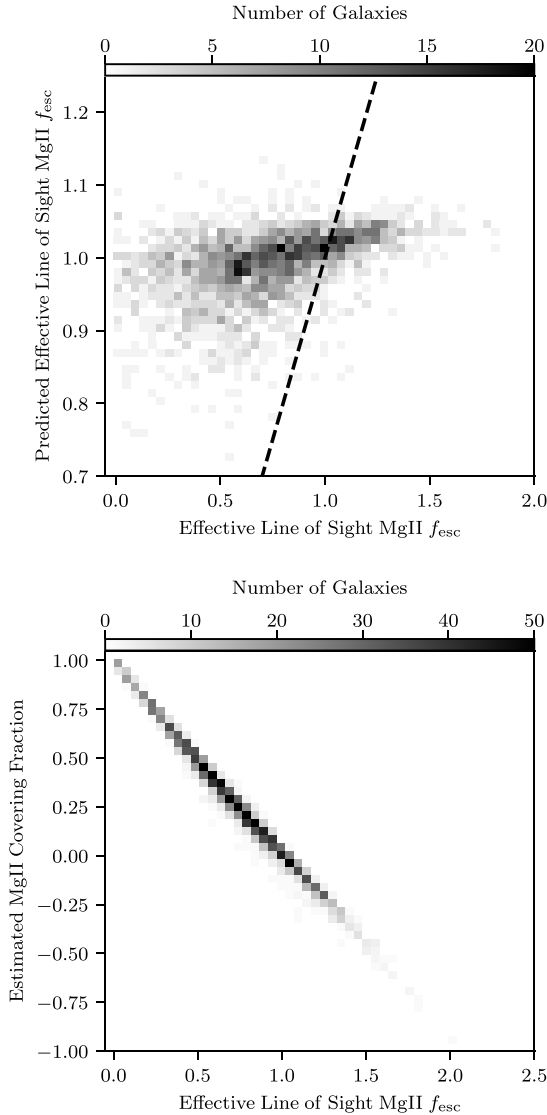 Number of Galaxies
0 5 10 15 20
Predicted Effective Line of Sight MgII f_esc
1.2
1.1
1.0
0.9
0.8
0.7
0.0 0.5 1.0 1.5 2.0
Effective Line of Sight MgII f_esc
Number of Galaxies
0 10 20 30 40 50
Estimated MgII Covering Fraction
1.00
0.75
0.50
0.25
0.00
−0.25
−0.50
−0.75
−1.00
0.0 0.5 1.0 1.5 2.0 2.5
Effective Line of Sight MgII f_esc